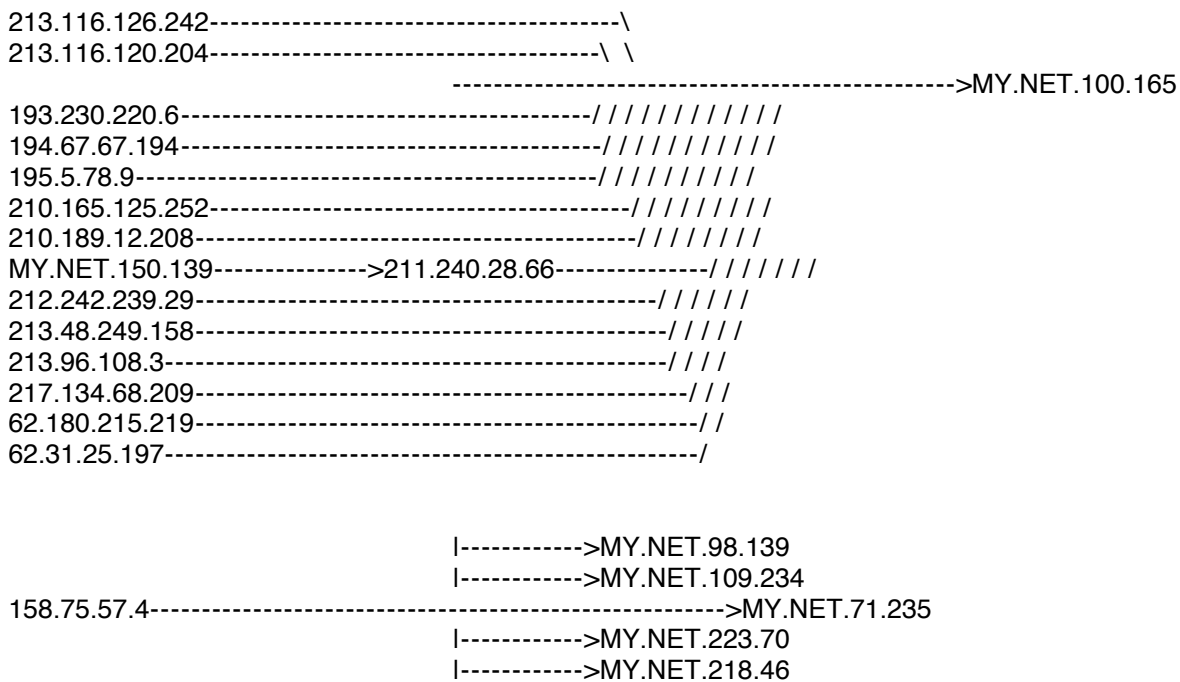 213.116.126.242----------------------------------------\
213.116.120.204--------------------------------------\ \
------------------------------------------------->MY.NET.100.165
193.230.220.6----------------------------------------/ / / / / / / / / / / /
194.67.67.194-----------------------------------------/ / / / / / / / / / /
195.5.78.9---------------------------------------------/ / / / / / / / / /
210.165.125.252-----------------------------------------/ / / / / / / / /
210.189.12.208-------------------------------------------/ / / / / / / /
MY.NET.150.139--------------->211.240.28.66---------------/ / / / / / /
212.242.239.29---------------------------------------------/ / / / / /
213.48.249.158----------------------------------------------/ / / / /
213.96.108.3-------------------------------------------------/ / / /
217.134.68.209------------------------------------------------/ / /
62.180.215.219-------------------------------------------------/ /
62.31.25.197----------------------------------------------------/
|------------>MY.NET.98.139
|------------>MY.NET.109.234
158.75.57.4-------------------------------------------------------->MY.NET.71.235
|------------>MY.NET.223.70
|------------>MY.NET.218.46